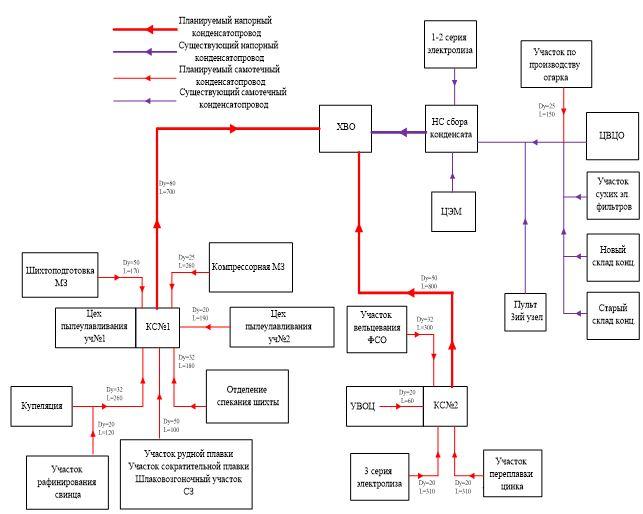 Планируемый напорный
конденсатопровод
Существующий напорный
конденсатопровод
Планируемый самотечный
конденсатопровод
Существующий самотечный
конденсатопровод
1-2 серия
электролиза
Участок по
производству
огарка
Dy=25
L=150
ХВО
НС сбора
конденсата
ЦВЦО
Участок
сухих эл.
фильтров
ЦЭМ
Dy=60
L=700
Новый
склад конц.
Шихтоподготовка
МЗ
Dy=50
L=170
Dy=25
L=260
Компрессорная МЗ
Dy=50
L=800
Пульт
3ий узел
Старый
склад конц.
Цех
пылеулавливания
уч№1
КС№1
Dy=20
L=190
Цех
пылеулавливания
уч№2
Участок
вельцевания
ФСО
Dy=32
L=300
Dy=32
L=180
Купеляция
Dy=32
L=260
Отделение
спекания шихты
УВОЦ
Dy=20
L=60
КС№2
Dy=20
L=120
Dy=50
L=100
Участок
рафинирования
свинца
Участок рудной плавки
Участок сократительной плавки
Шлаковозгоночный участок
СЗ
3 серия
электролиза
Dy=20
L=310
Dy=20
L=310
Участок
переплавки
цинка